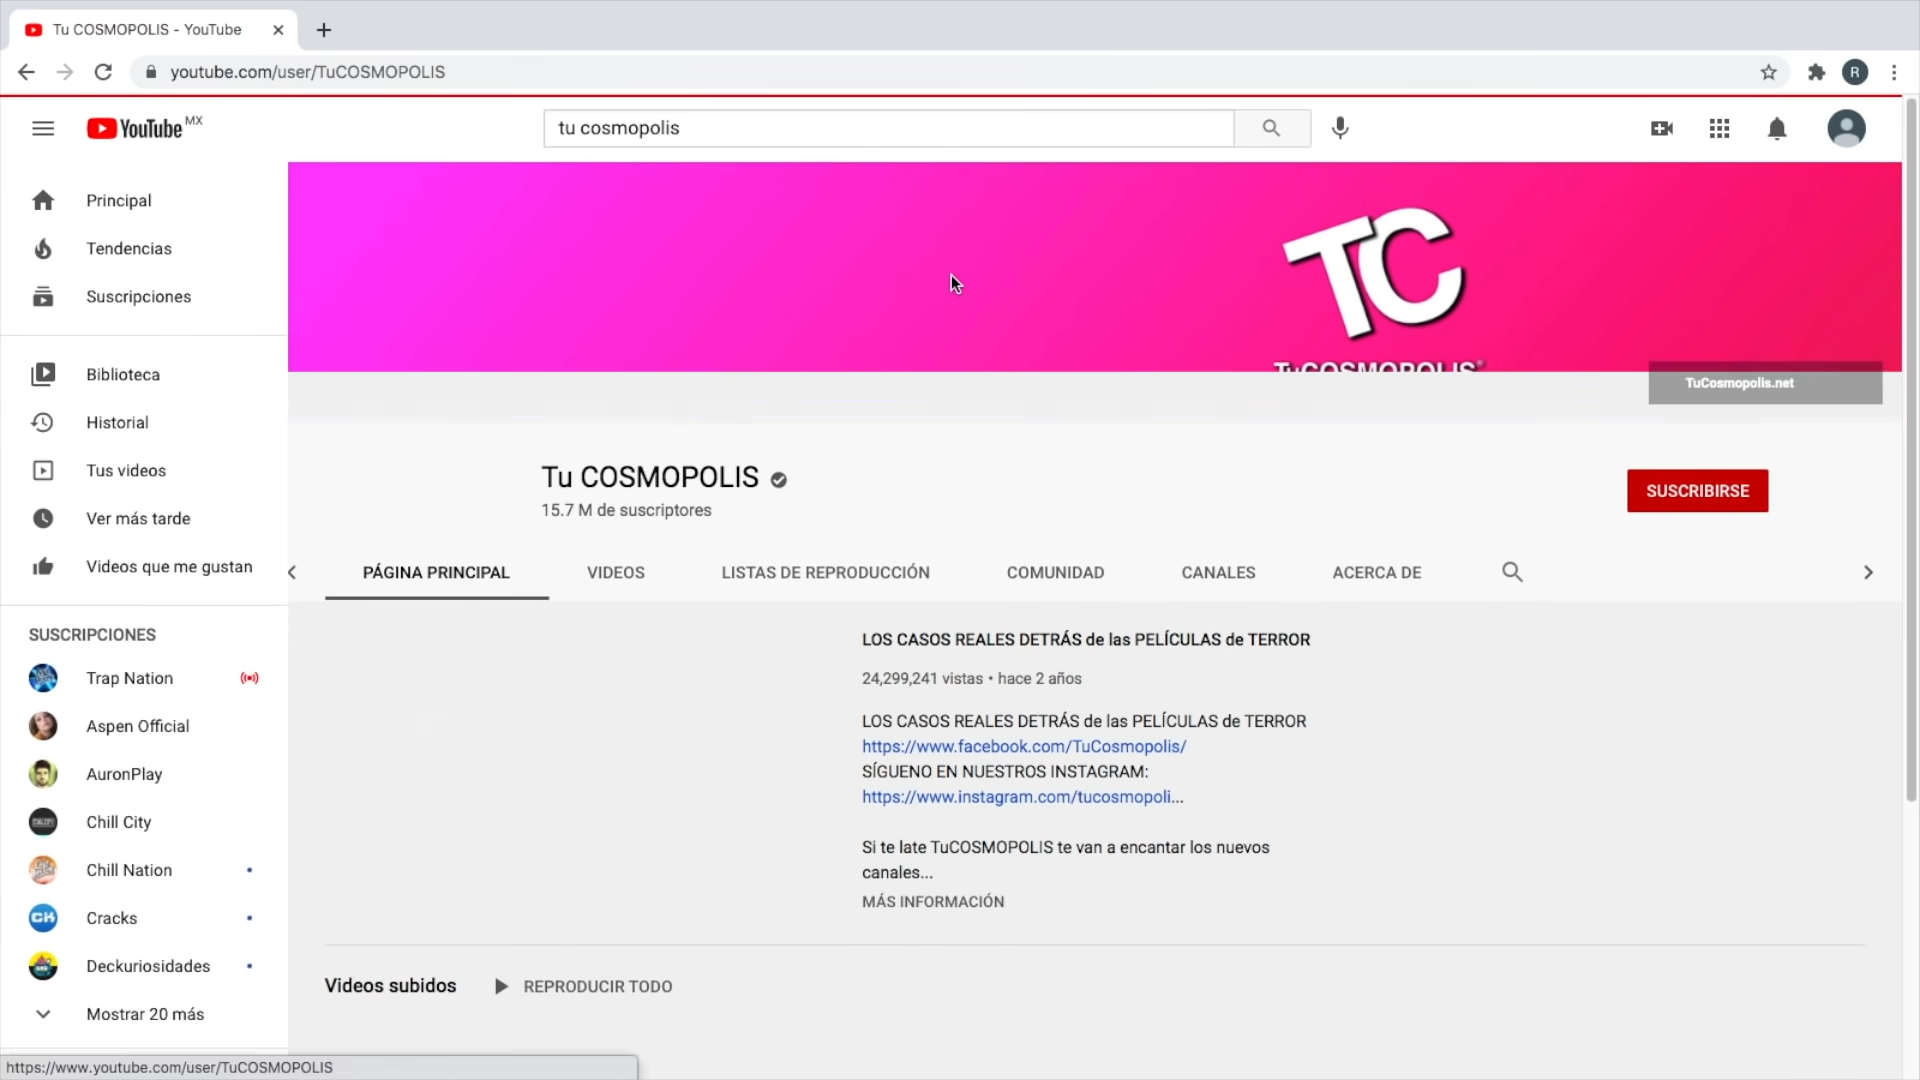 Tu COSMOPOLIS - YouTube
youtube.com/user/TuCOSMOPOLIS
R
YouTube MX
tu cosmopolis
Principal
Tendencias
Suscripciones
Biblioteca
Historial
Tus videos
Ver más tarde
Videos que me gustan
SUSCRIPCIONES
Trap Nation
Aspen Official
AuronPlay
Chill City
Chill Nation
Cracks
Deckuriosidades
Mostrar 20 más
TC
TuCOSMOPOLIS®
TuCosmopolis.net
Tu COSMOPOLIS
15.7 M de suscriptores
SUSCRIBIRSE
PÁGINA PRINCIPAL
VIDEOS
LISTAS DE REPRODUCCIÓN
COMUNIDAD
CANALES
ACERCA DE
LOS CASOS REALES DETRÁS de las PELÍCULAS de TERROR
24,299,241 vistas • hace 2 años
LOS CASOS REALES DETRÁS de las PELÍCULAS de TERROR
https://www.facebook.com/TuCosmopolis/
SÍGUENO EN NUESTROS INSTAGRAM:
https://www.instagram.com/tucosmopoli...
Si te late TuCOSMOPOLIS te van a encantar los nuevos
canales...
MÁS INFORMACIÓN
Videos subidos
REPRODUCIR TODO
https://www.youtube.com/user/TuCOSMOPOLIS